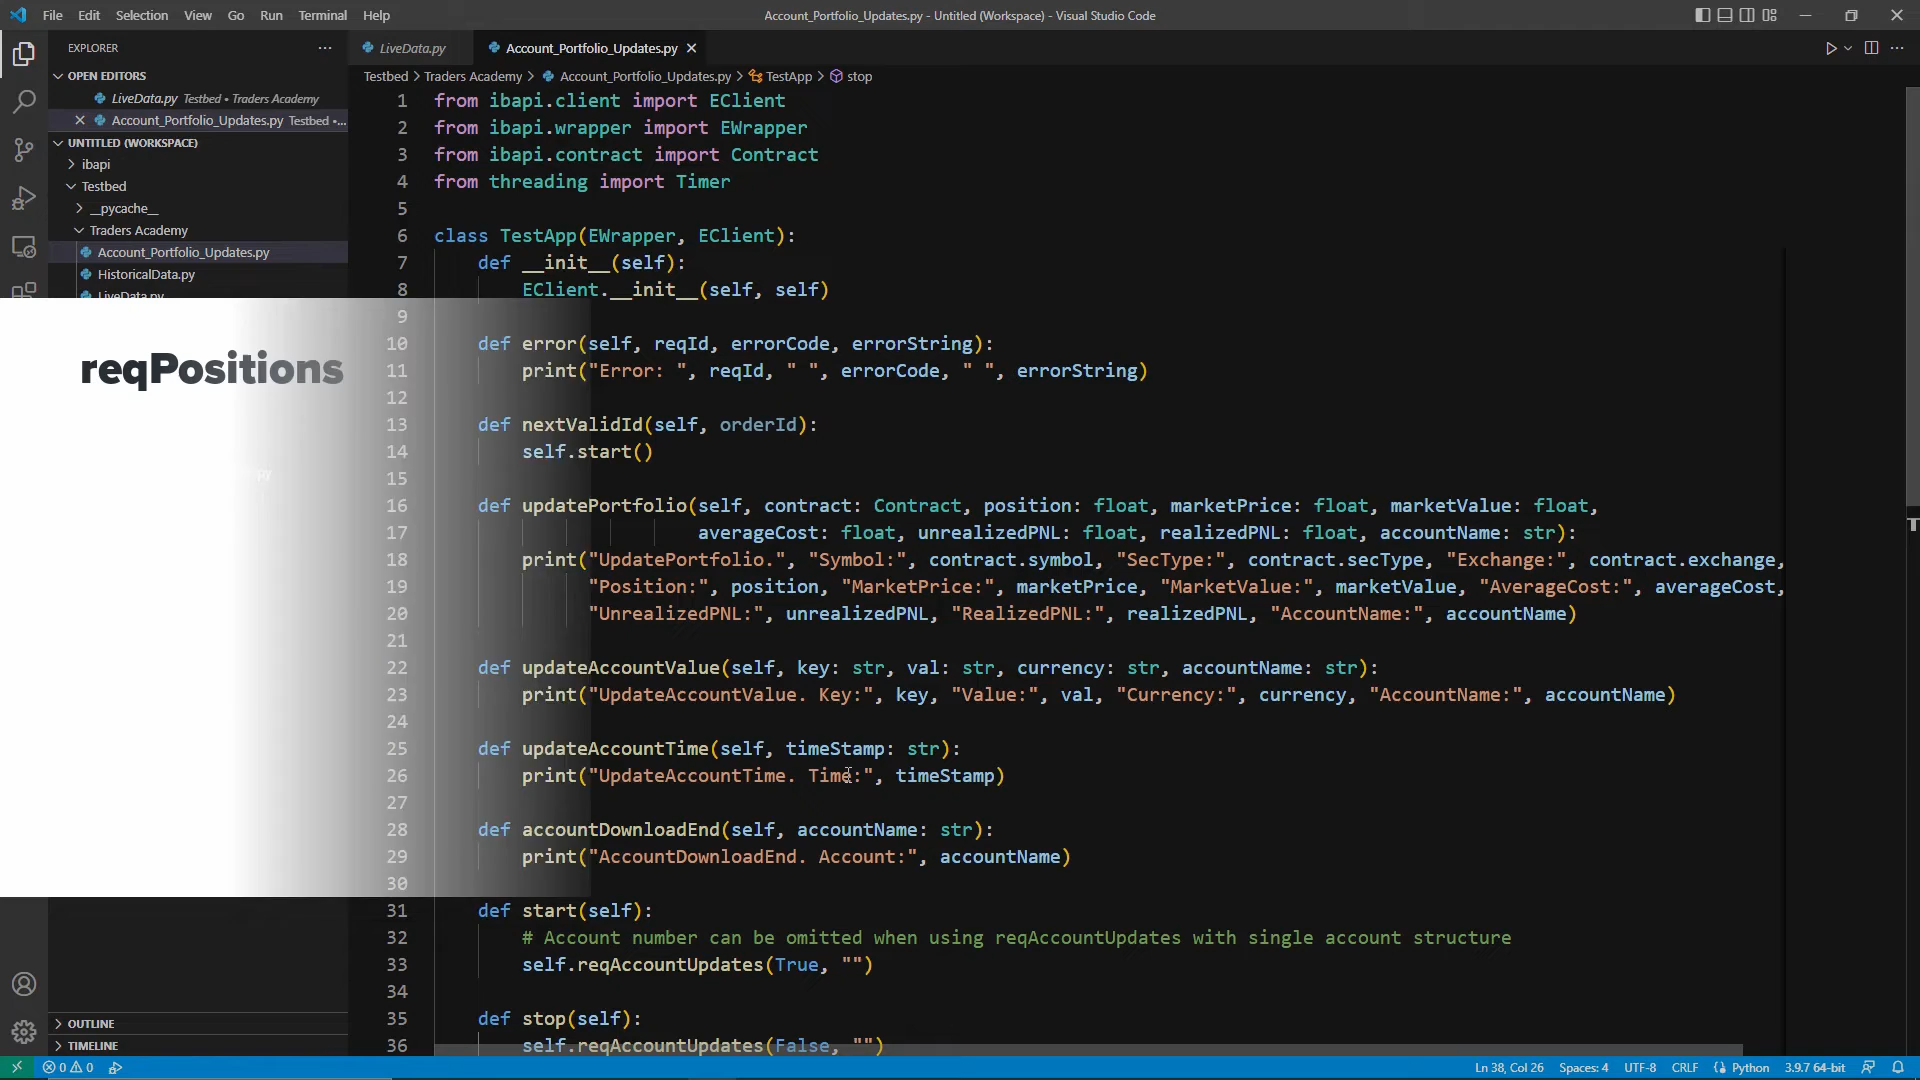 File Edit Selection View Go Run Terminal Help
Account_Portfolio_Updates.py - Untitled (Workspace) - Visual Studio Code
EXPLORER
OPEN EDITORS
LiveData.py Testbed • Traders Academy
Account_Portfolio_Updates.py Testbed •...
UNTITLED (WORKSPACE)
ibapi
Testbed
__pycache__
Traders Academy
Account_Portfolio_Updates.py
HistoricalData.py
LiveData.py
reqPositions
OUTLINE
TIMELINE
LiveData.py
Account_Portfolio_Updates.py
Testbed > Traders Academy > Account_Portfolio_Updates.py > TestApp > stop
1 from ibapi.client import EClient
2 from ibapi.wrapper import EWrapper
3 from ibapi.contract import Contract
4 from threading import Timer
5
6 class TestApp(EWrapper, EClient):
7 def __init__(self):
8 EClient.__init__(self, self)
9
10 def error(self, reqId, errorCode, errorString):
11 print("Error: ", reqId, " ", errorCode, " ", errorString)
12
13 def nextValidId(self, orderId):
14 self.start()
15
16 def updatePortfolio(self, contract: Contract, position: float, marketPrice: float, marketValue: float,
17 averageCost: float, unrealizedPNL: float, realizedPNL: float, accountName: str):
18 print("UpdatePortfolio.", "Symbol:", contract.symbol, "SecType:", contract.secType, "Exchange:", contract.exchange,
19 "Position:", position, "MarketPrice:", marketPrice, "MarketValue:", marketValue, "AverageCost:", averageCost,
20 "UnrealizedPNL:", unrealizedPNL, "RealizedPNL:", realizedPNL, "AccountName:", accountName)
21
22 def updateAccountValue(self, key: str, val: str, currency: str, accountName: str):
23 print("UpdateAccountValue. Key:", key, "Value:", val, "Currency:", currency, "AccountName:", accountName)
24
25 def updateAccountTime(self, timeStamp: str):
26 print("UpdateAccountTime. Time:", timeStamp)
27
28 def accountDownloadEnd(self, accountName: str):
29 print("AccountDownloadEnd. Account:", accountName)
30
31 def start(self):
32 # Account number can be omitted when using reqAccountUpdates with single account structure
33 self.reqAccountUpdates(True, "")
34
35 def stop(self):
36 self.reqAccountUpdates(False, "")
0 0
Ln 38, Col 26 Spaces: 4 UTF-8 CRLF Python 3.9.7 64-bit